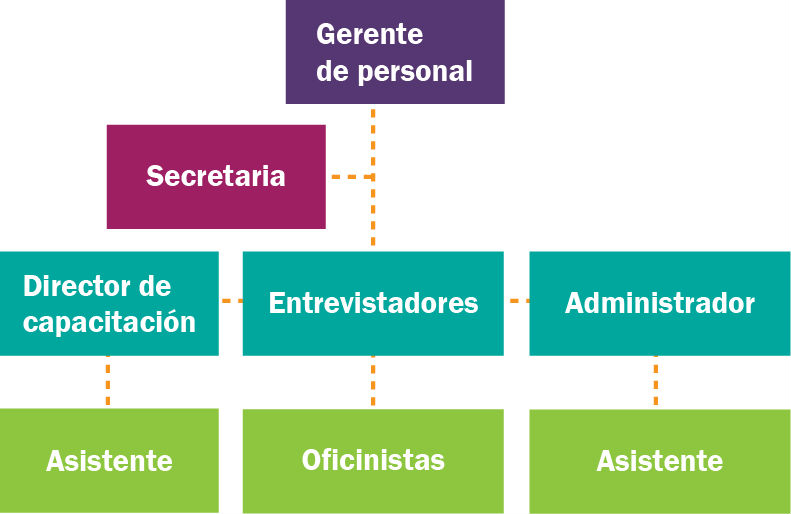 Gerente
de personal
Secretaria
Director de
capacitación
Entrevistadores
Administrador
Asistente
Oficinistas
Asistente